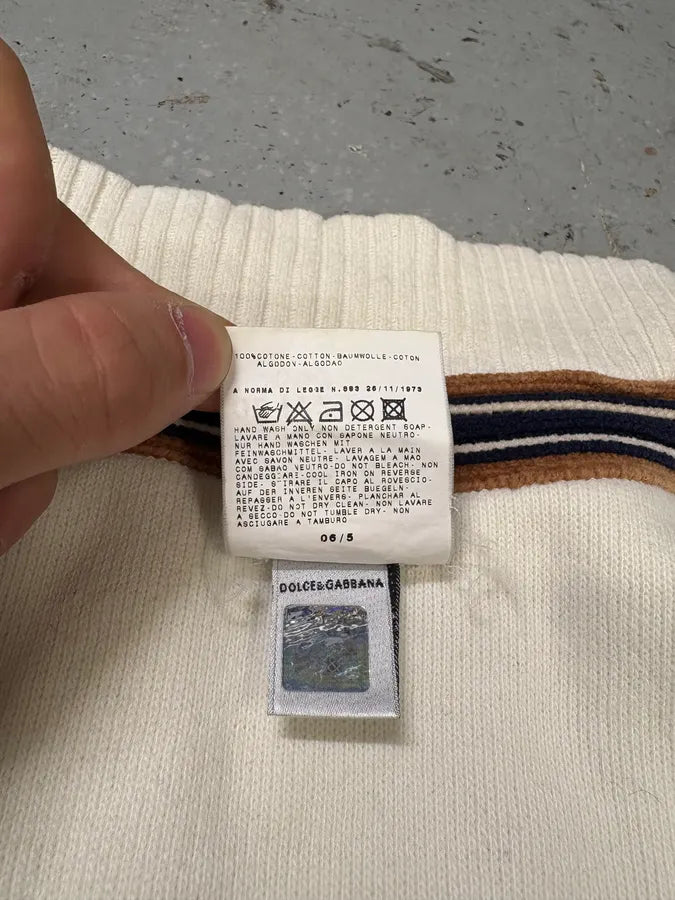 100%COTONE-COTTON-BAUMWOLLE-COTON
ALGODON-ALGODAO
A NORMA DI LEGGE N.883 26/11/1973
HAND WASH ONLY NON DETERGENT SOAP-
LAVARE A MANO CON SAPONE NEUTRO-
NUR HAND WASCHEN MIT
FEINWASCHMITTEL- LAVER A LA MAIN
AVEC SAVON NEUTRE- LAVAGEM A MAO
COM SABAO NEUTRO-DO NOT BLEACH- NON
CANDEGGIARE-COOL IRON ON REVERSE
SIDE- STIRARE IL CAPO AL ROVESCIO-
AUF DER INNEREN SEITE BUEGELN-
REPASSER A L'ENVERS- PLANCHAR AL
REVEZ-DO NOT DRY CLEAN- NON LAVARE
A SECCO-DO NOT TUMBLE DRY- NON
ASCIUGARE A TAMBURO
06/5
DOLCE&GABBANA